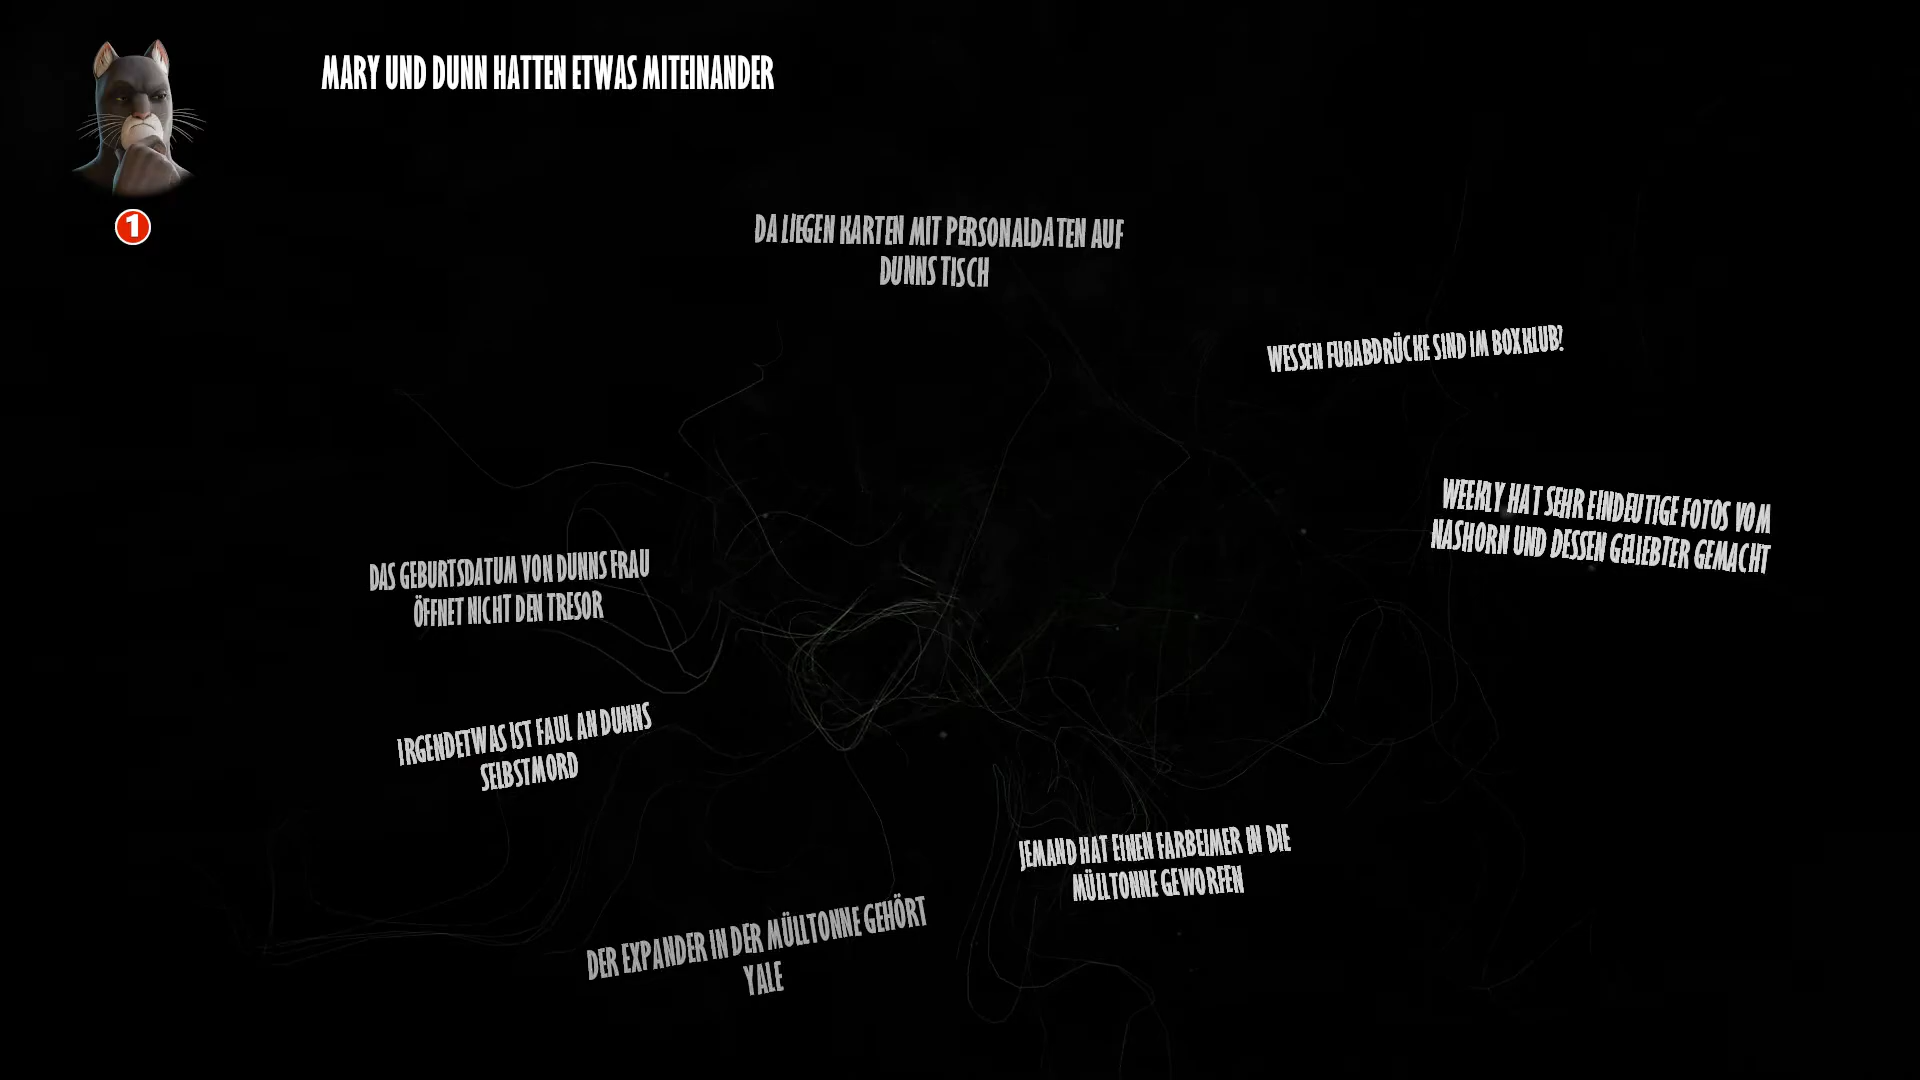 MARY UND DUNN HATTEN ETWAS MITEINANDER
1
DA LIEGEN KARTEN MIT PERSONALDATEN AUF
DUNNS TISCH
WESSEN FUßABDRÜCKE SIND IM BOXKLUB?
WEEKLY HAT SEHR EINDEUTIGE FOTOS VOM
NASHORN UND DESSEN GELIEBTER GEMACHT
DAS GEBURTSDATUM VON DUNNS FRAU
ÖFFNET NICHT DEN TRESOR
IRGENDETWAS IST FAUL AN DUNNS
SELBSTMORD
JEMAND HAT EINEN FARBEIMER IN DIE
MÜLLTONNE GEWORFEN
DER EXPANDER IN DER MÜLLTONNE GEHÖRT
YALE